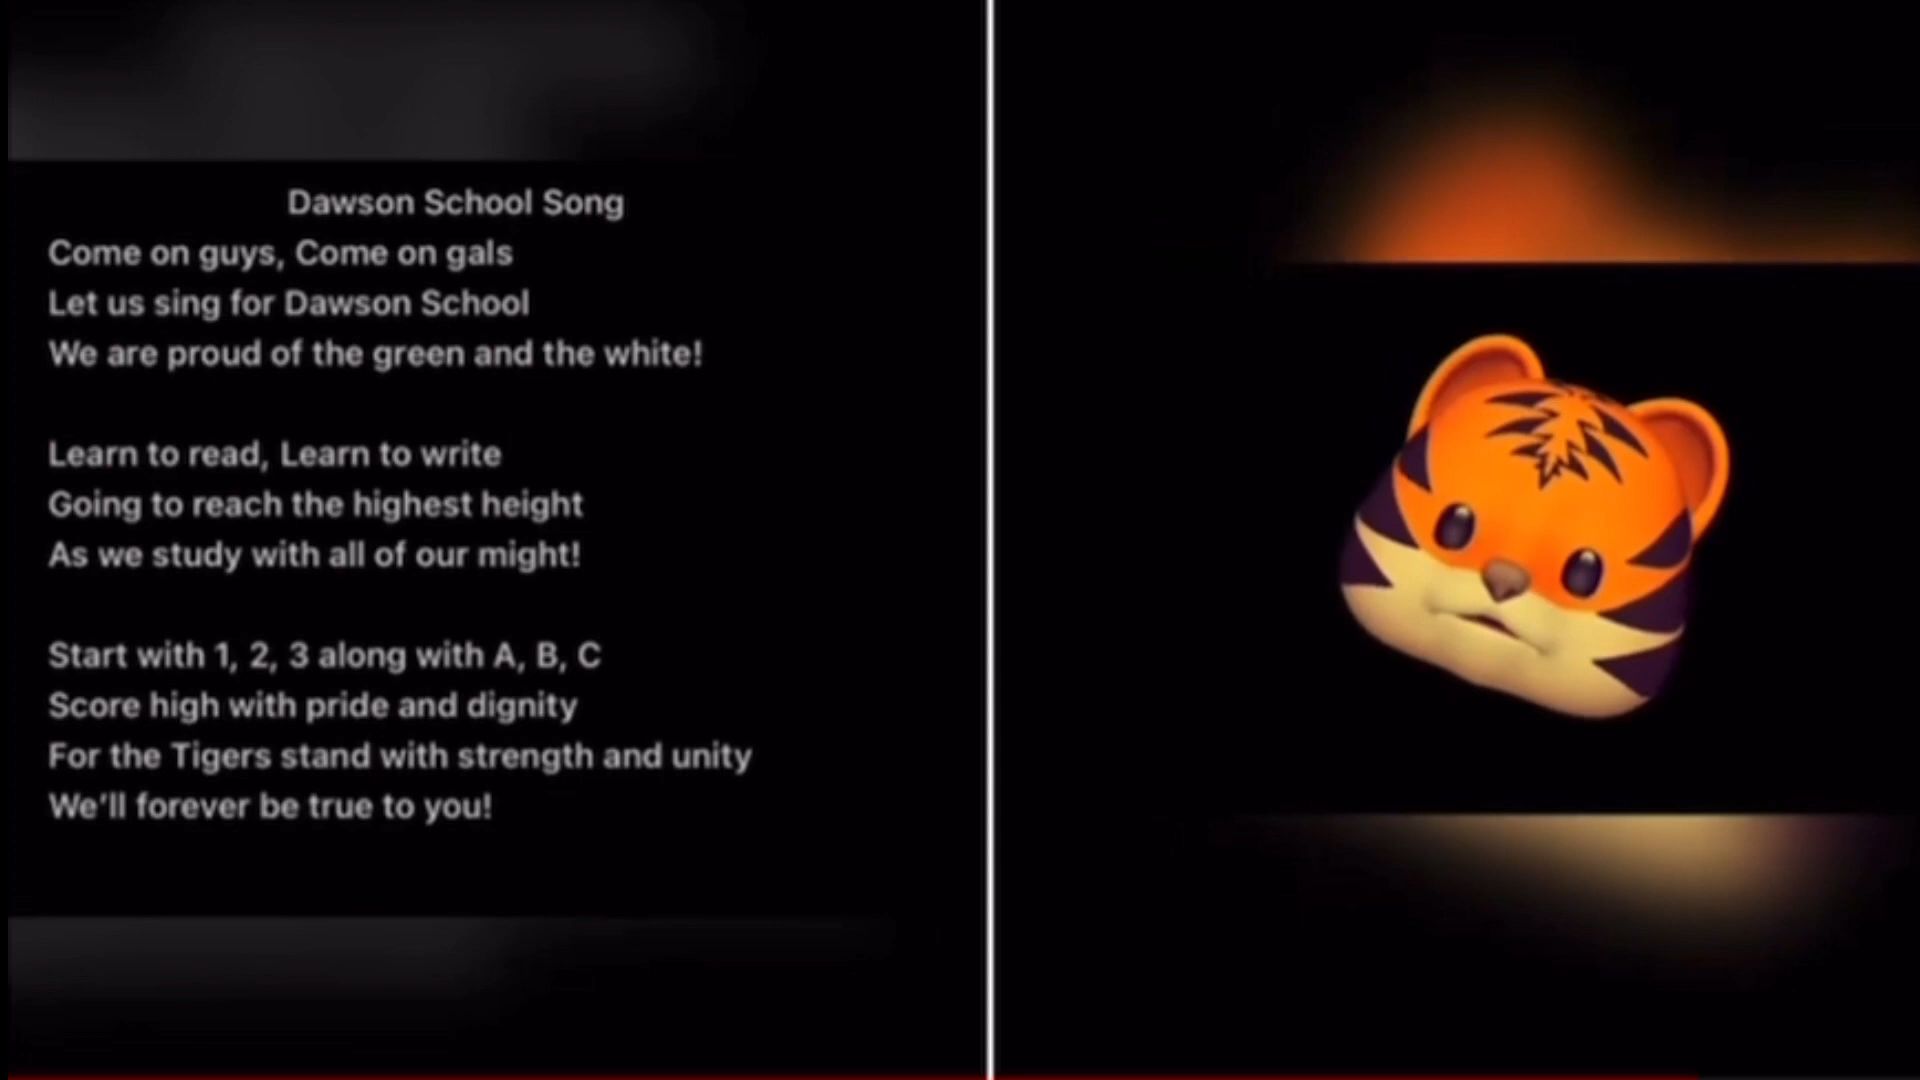 Dawson School Song
Come on guys, Come on gals
Let us sing for Dawson School
We are proud of the green and the white!
Learn to read, Learn to write
Going to reach the highest height
As we study with all of our might!
Start with 1, 2, 3 along with A, B, C
Score high with pride and dignity
For the Tigers stand with strength and unity
We'll forever be true to you!